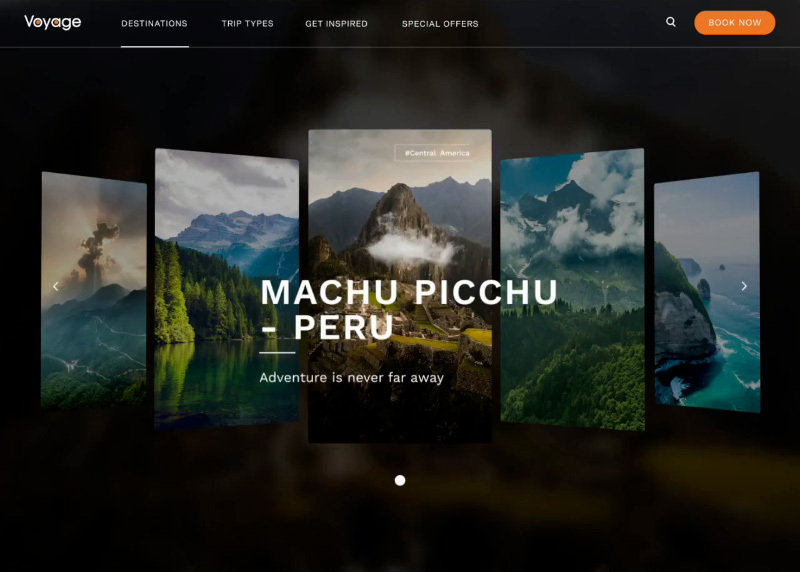 Voyage
DESTINATIONS
TRIP TYPES
GET INSPIRED
SPECIAL OFFERS
BOOK NOW
#Central America
MACHU PICCHU
- PERU
Adventure is never far away